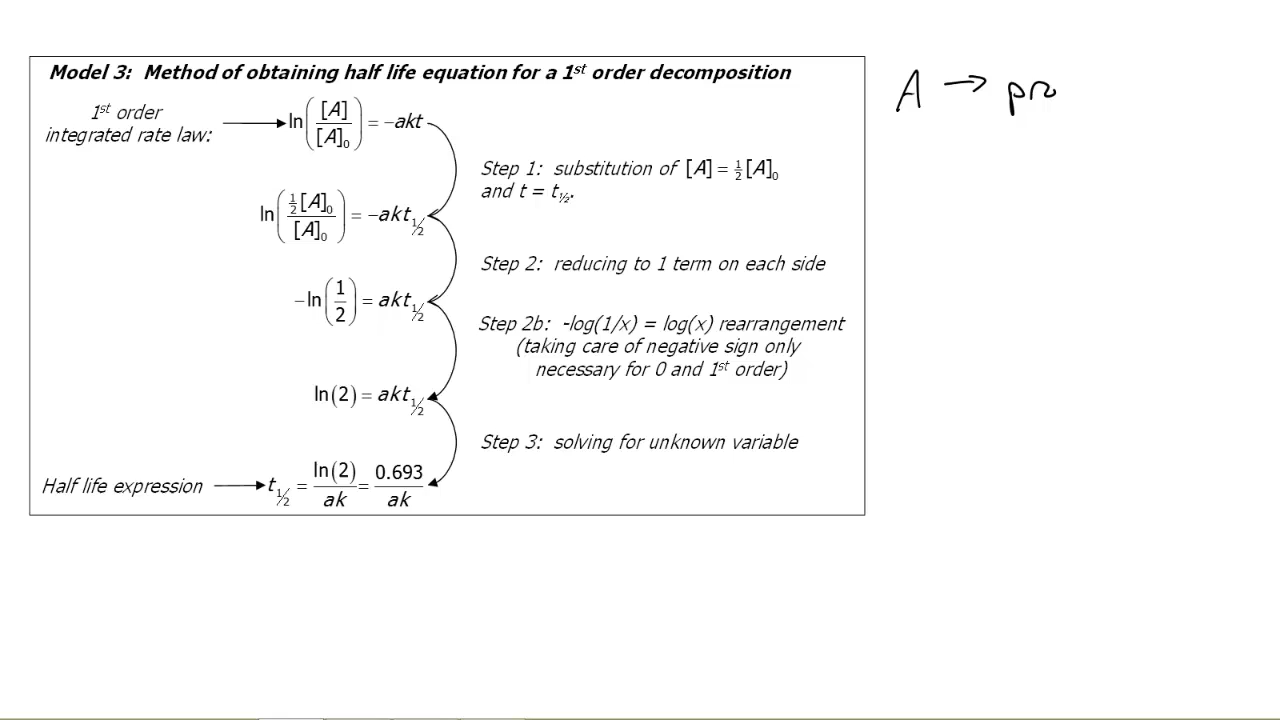 Model 3: Method of obtaining half life equation for a 1st order decomposition
A → pro
1st order
integrated rate law:
ln([A]/[A]₀) = −akt
Step 1: substitution of [A] = ½[A]₀
and t = t½.
ln(½[A]₀/[A]₀) = −akt½
Step 2: reducing to 1 term on each side
−ln(1/2) = akt½
Step 2b: -log(1/x) = log(x) rearrangement
(taking care of negative sign only
necessary for 0 and 1st order)
ln(2) = akt½
Step 3: solving for unknown variable
Half life expression
t½ = ln(2)/ak = 0.693/ak